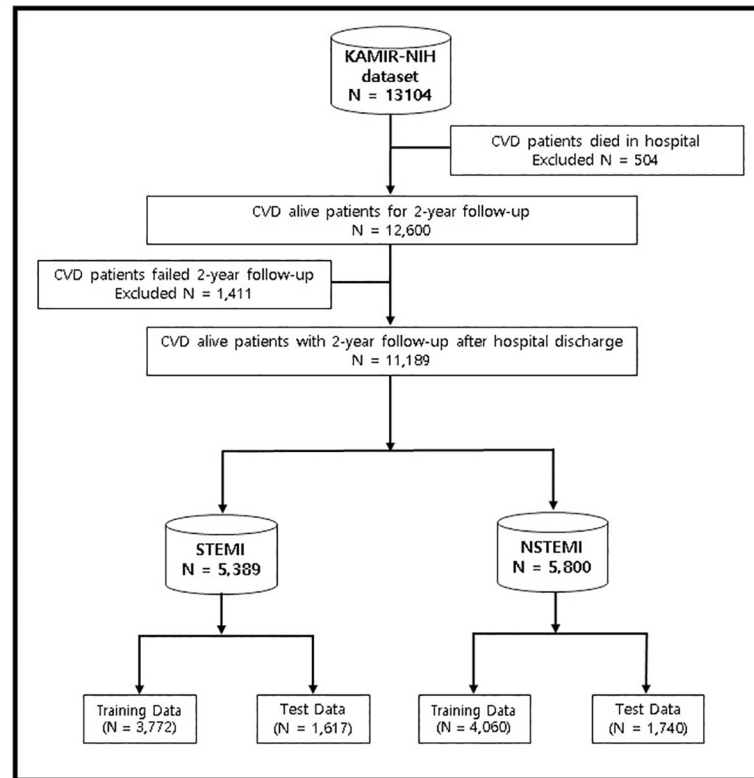 KAMIR-NIH
dataset
N = 13104
CVD patients died in hospital
Excluded N = 504
CVD alive patients for 2-year follow-up
N = 12,600
CVD patients failed 2-year follow-up
Excluded N = 1,411
CVD alive patients with 2-year follow-up after hospital discharge
N = 11,189
STEMI
N = 5,389
NSTEMI
N = 5,800
Training Data
(N = 3,772)
Test Data
(N = 1,617)
Training Data
(N = 4,060)
Test Data
(N = 1,740)